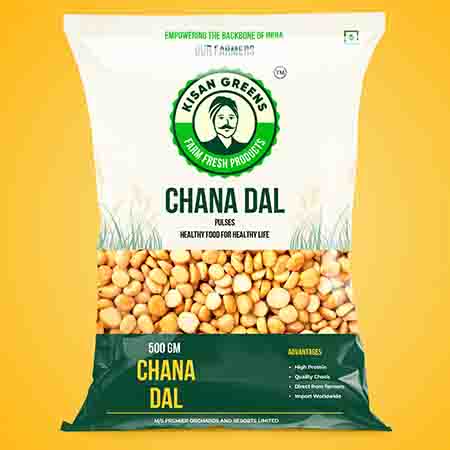 EMPOWERING THE BACKBONE OF INDIA
OUR FARMERS
TM
KISAN GREENS
FARM FRESH PRODUCTS
CHANA DAL
PULSES
HEALTHY FOOD FOR HEALTHY LIFE
500 GM
CHANA
DAL
ADVANTAGES
• High Protein
• Quality Check
• Direct from farmers
• Import Worldwide
M/S PREMIER ORCHARDS AND RESORTS LIMITED